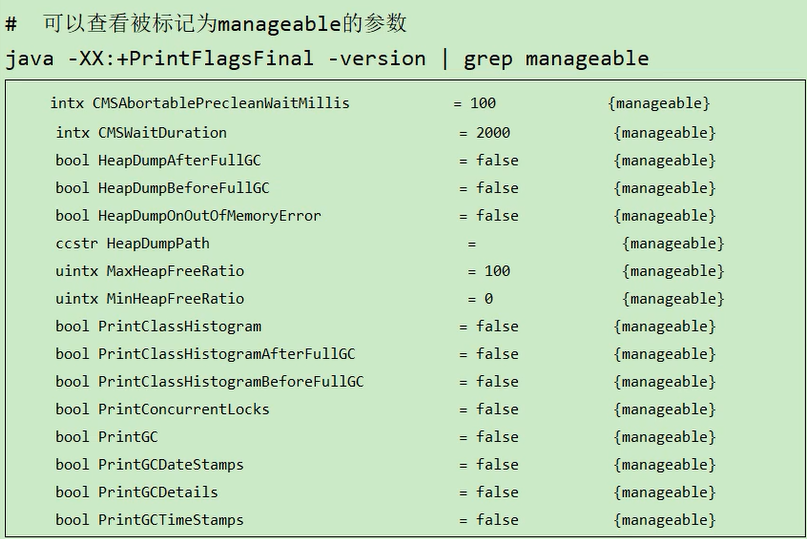 #  可以查看被标记为manageable的参数
java -XX:+PrintFlagsFinal -version | grep manageable
intx CMSAbortablePrecleanWaitMillis = 100 {manageable}
intx CMSWaitDuration = 2000 {manageable}
bool HeapDumpAfterFullGC = false {manageable}
bool HeapDumpBeforeFullGC = false {manageable}
bool HeapDumpOnOutOfMemoryError = false {manageable}
ccstr HeapDumpPath = {manageable}
uintx MaxHeapFreeRatio = 100 {manageable}
uintx MinHeapFreeRatio = 0 {manageable}
bool PrintClassHistogram = false {manageable}
bool PrintClassHistogramAfterFullGC = false {manageable}
bool PrintClassHistogramBeforeFullGC = false {manageable}
bool PrintConcurrentLocks = false {manageable}
bool PrintGC = false {manageable}
bool PrintGCDateStamps = false {manageable}
bool PrintGCDetails = false {manageable}
bool PrintGCTimeStamps = false {manageable}